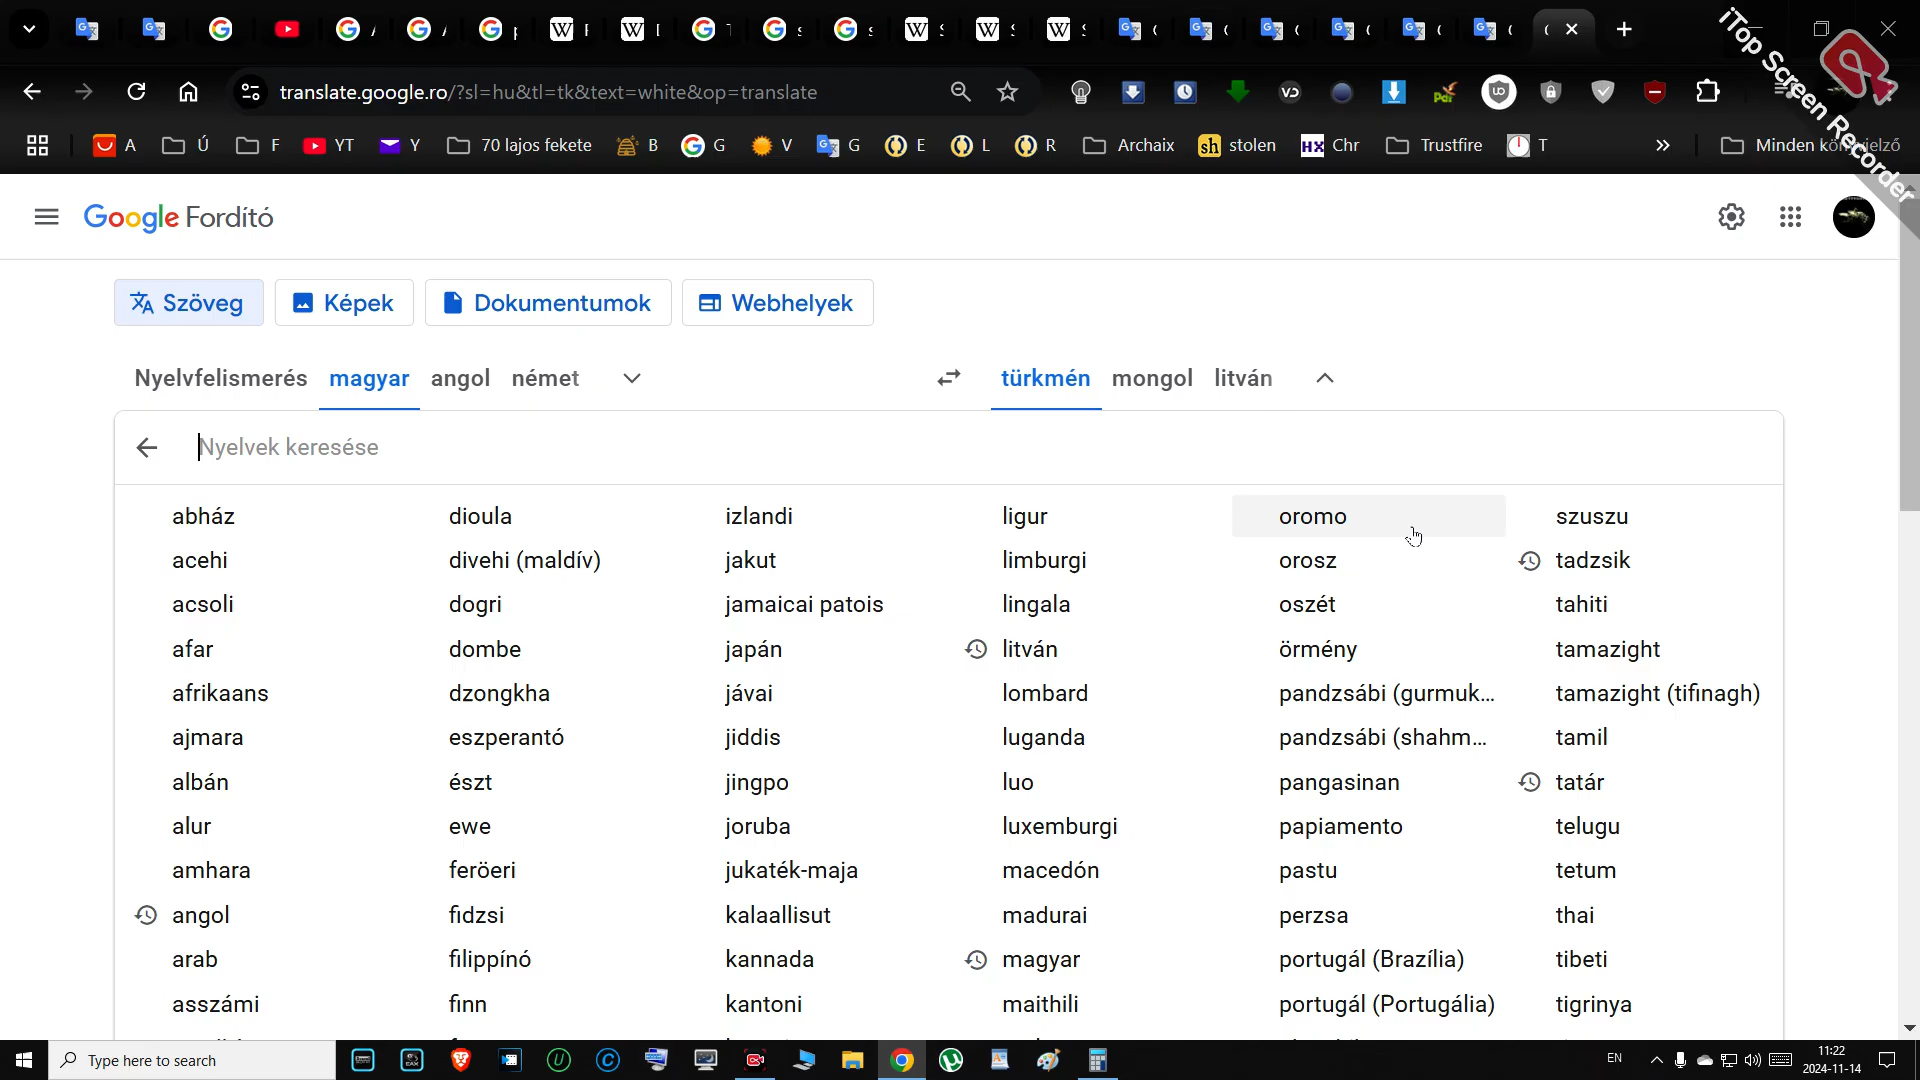 A
A
p
W
W
T
s
s
W S
W S
W S
translate.google.ro/?sl=hu&tl=tk&text=white&op=translate
A Ú F YT Y 70 lajos fekete B G V G E L R Archaix stolen Chr Trustfire T » Minden
iTop Screen Recorder
Google Fordító
Szöveg Képek Dokumentumok Webhelyek
Nyelvfelismerés magyar angol német türkmén mongol litván
Nyelvek keresése
abház dioula izlandi ligur oromo szuszu
acehi divehi (maldív) jakut limburgi orosz tadzsik
acsoli dogri jamaicai patois lingala oszét tahiti
afar dombe japán litván örmény tamazight
afrikaans dzongkha jávai lombard pandzsábi (gurmuk... tamazight (tifinagh)
ajmara eszperantó jiddis luganda pandzsábi (shahm... tamil
albán észt jingpo luo pangasinan tatár
alur ewe joruba luxemburgi papiamento telugu
amhara feröeri jukaték-maja macedón pastu tetum
angol fidzsi kalaallisut madurai perzsa thai
arab filippínó kannada magyar portugál (Brazília) tibeti
asszámi finn kantoni maithili portugál (Portugália) tigrinya
Type here to search EN 11:22
2024-11-14